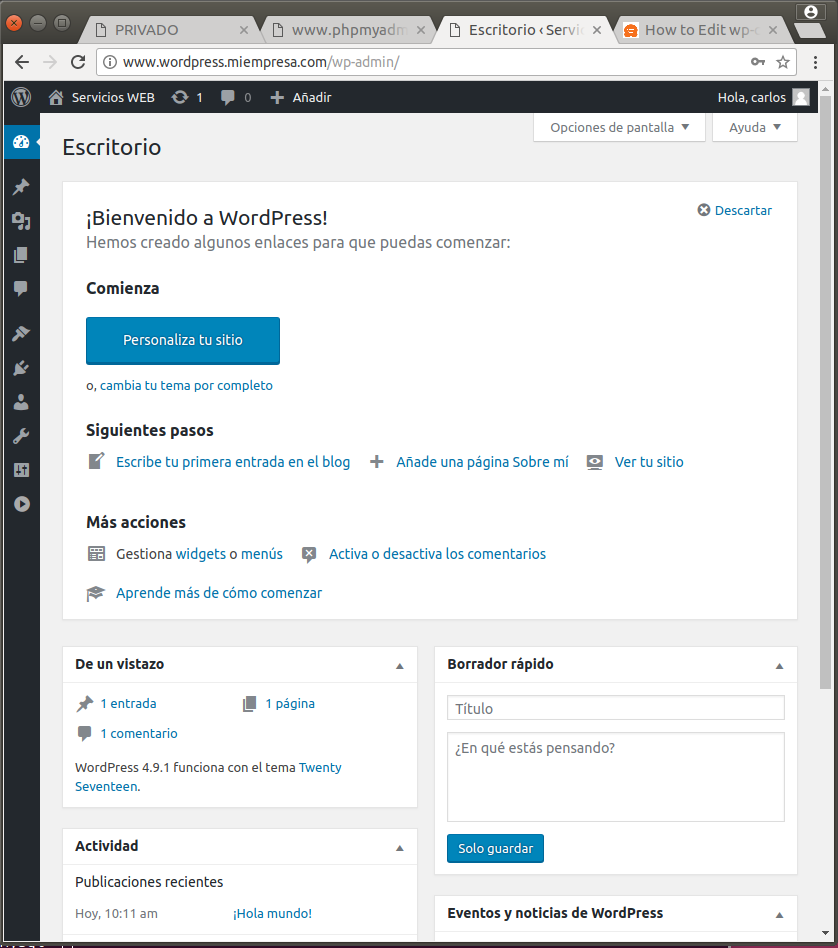 PRIVADO
www.phpmyadm
Escritorio ‹ Servi
How to Edit wp-c
www.wordpress.miempresa.com/wp-admin/
Servicios WEB 1 0 Añadir Hola, carlos
Opciones de pantalla Ayuda
Escritorio
¡Bienvenido a WordPress! Descartar
Hemos creado algunos enlaces para que puedas comenzar:
Comienza
Personaliza tu sitio
o, cambia tu tema por completo
Siguientes pasos
Escribe tu primera entrada en el blog Añade una página Sobre mí Ver tu sitio
Más acciones
Gestiona widgets o menús Activa o desactiva los comentarios
Aprende más de cómo comenzar
De un vistazo
1 entrada 1 página
1 comentario
WordPress 4.9.1 funciona con el tema Twenty
Seventeen.
Actividad
Publicaciones recientes
Hoy, 10:11 am ¡Hola mundo!
Borrador rápido
Título
¿En qué estás pensando?
Solo guardar
Eventos y noticias de WordPress